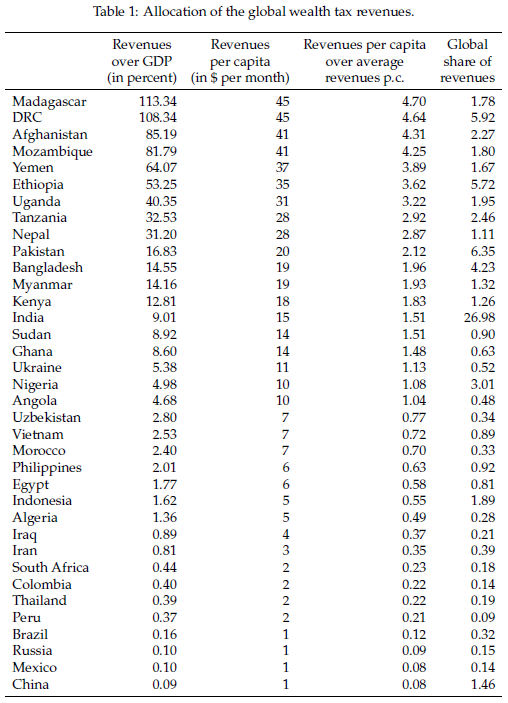 Table 1: Allocation of the global wealth tax revenues.
Revenues Revenues Revenues per capita Global
over GDP per capita over average share of
(in percent) (in $ per month) revenues p.c. revenues
Madagascar 113.34 45 4.70 1.78
DRC 108.34 45 4.64 5.92
Afghanistan 85.19 41 4.31 2.27
Mozambique 81.79 41 4.25 1.80
Yemen 64.07 37 3.89 1.67
Ethiopia 53.25 35 3.62 5.72
Uganda 40.35 31 3.22 1.95
Tanzania 32.53 28 2.92 2.46
Nepal 31.20 28 2.87 1.11
Pakistan 16.83 20 2.12 6.35
Bangladesh 14.55 19 1.96 4.23
Myanmar 14.16 19 1.93 1.32
Kenya 12.81 18 1.83 1.26
India 9.01 15 1.51 26.98
Sudan 8.92 14 1.51 0.90
Ghana 8.60 14 1.48 0.63
Ukraine 5.38 11 1.13 0.52
Nigeria 4.98 10 1.08 3.01
Angola 4.68 10 1.04 0.48
Uzbekistan 2.80 7 0.77 0.34
Vietnam 2.53 7 0.72 0.89
Morocco 2.40 7 0.70 0.33
Philippines 2.01 6 0.63 0.92
Egypt 1.77 6 0.58 0.81
Indonesia 1.62 5 0.55 1.89
Algeria 1.36 5 0.49 0.28
Iraq 0.89 4 0.37 0.21
Iran 0.81 3 0.35 0.39
South Africa 0.44 2 0.23 0.18
Colombia 0.40 2 0.22 0.14
Thailand 0.39 2 0.22 0.19
Peru 0.37 2 0.21 0.09
Brazil 0.16 1 0.12 0.32
Russia 0.10 1 0.09 0.15
Mexico 0.10 1 0.08 0.14
China 0.09 1 0.08 1.46